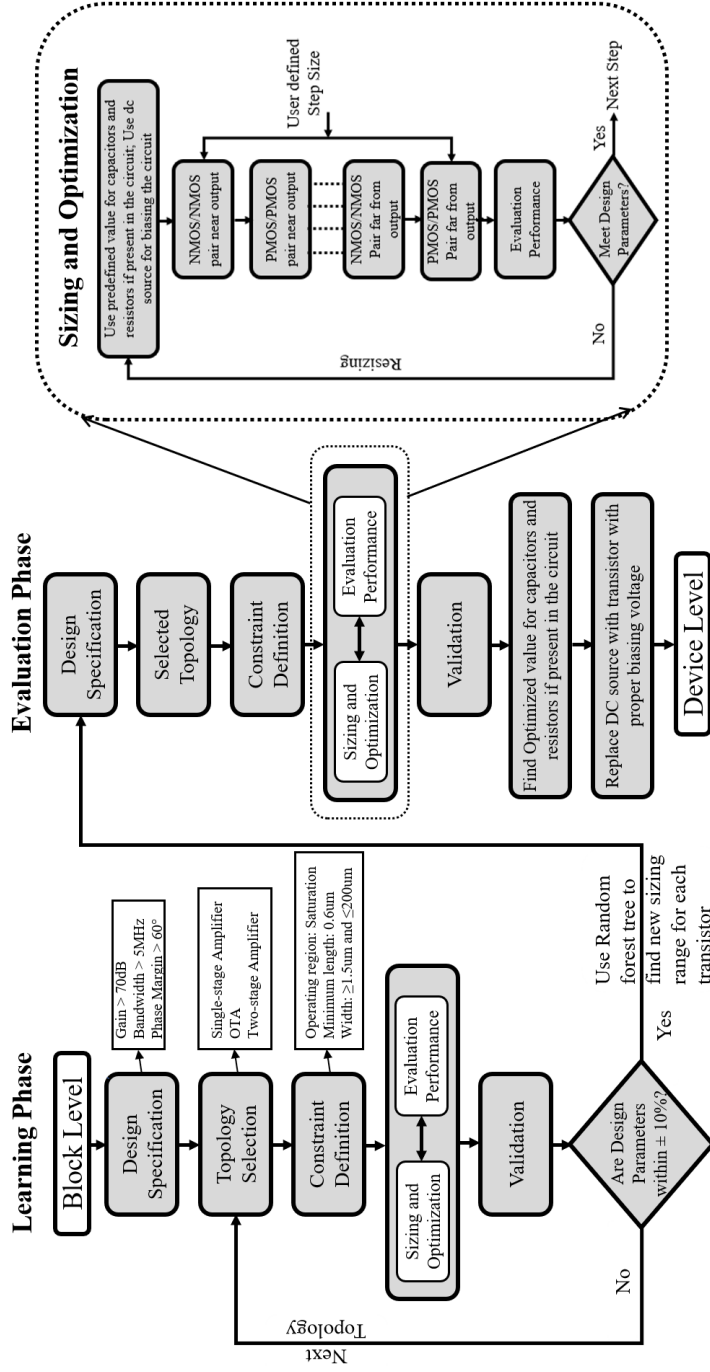 Learning Phase
Block Level
Design
Specification
Gain > 70dB
Bandwidth > 5MHz
Phase Margin > 60°
Topology
Selection
Single-stage Amplifier
OTA
Two-stage Amplifier
Constraint
Definition
Operating region: Saturation
Minimum length: 0.6um
Width: ≥1.5um and ≤200um
Sizing and
Optimization
Evaluation
Performance
Validation
Are Design
Parameters
within ± 10%?
No
Next
Topology
Yes
Use Random
forest tree to
find new sizing
range for each
transistor
Evaluation Phase
Design
Specification
Selected
Topology
Constraint
Definition
Sizing and
Optimization
Evaluation
Performance
Validation
Find Optimized value for capacitors and
resistors if present in the circuit
Replace DC source with transistor with
proper biasing voltage
Device Level
Sizing and Optimization
Use predefined value for capacitors and
resistors if present in the circuit; Use dc
source for biasing the circuit
NMOS/NMOS
pair near output
PMOS/PMOS
pair near output
NMOS/NMOS
Pair far from
output
PMOS/PMOS
Pair far from
output
User defined
Step Size
Evaluation
Performance
Meet Design
Parameters?
No
Resizing
Yes
Next Step